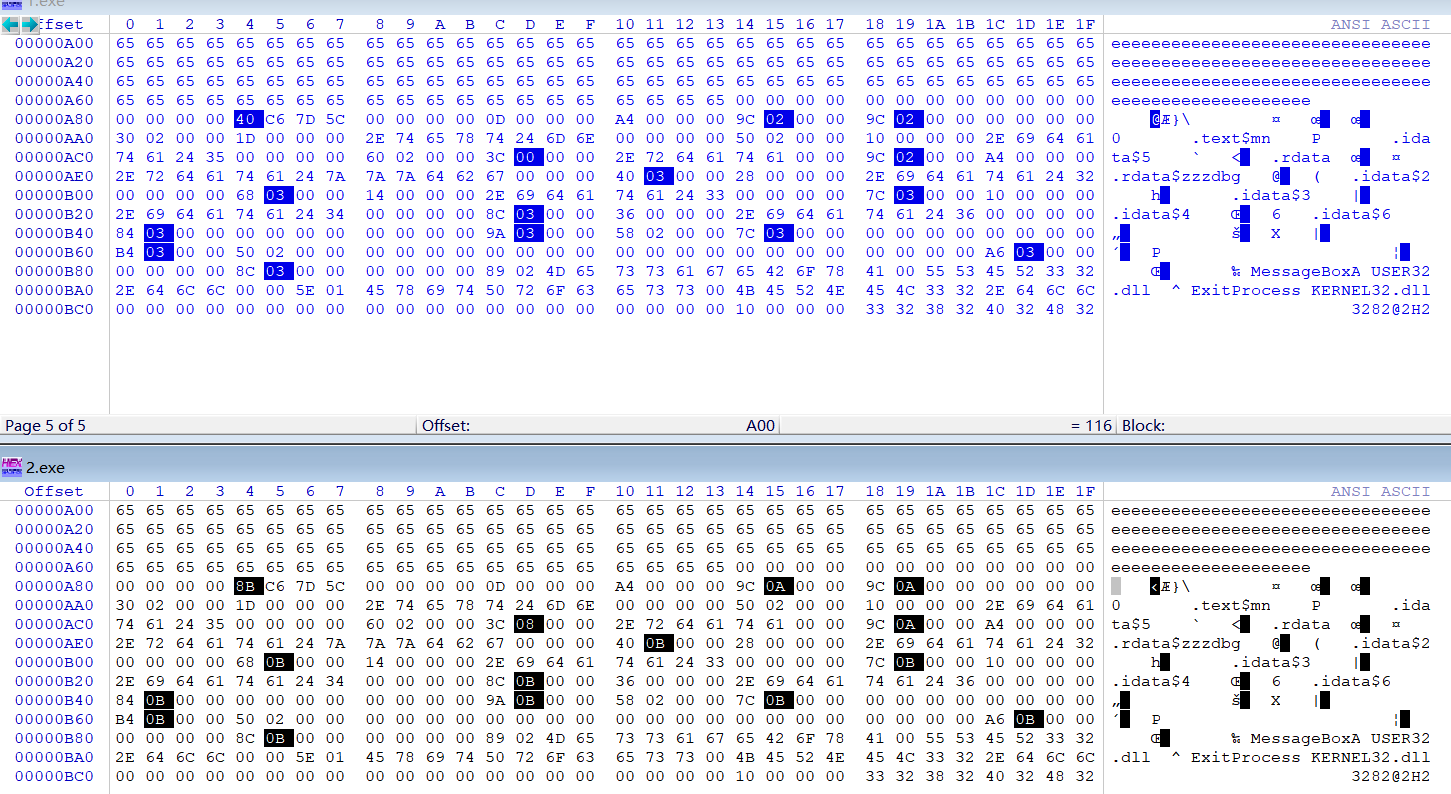 1.exe
Offset 0 1 2 3 4 5 6 7 8 9 A B C D E F 10 11 12 13 14 15 16 17 18 19 1A 1B 1C 1D 1E 1F ANSI ASCII
00000A00 65 65 65 65 65 65 65 65 65 65 65 65 65 65 65 65 65 65 65 65 65 65 65 65 65 65 65 65 65 65 65 65 eeeeeeeeeeeeeeeeeeeeeeeeeeeeeeee
00000A20 65 65 65 65 65 65 65 65 65 65 65 65 65 65 65 65 65 65 65 65 65 65 65 65 65 65 65 65 65 65 65 65 eeeeeeeeeeeeeeeeeeeeeeeeeeeeeeee
00000A40 65 65 65 65 65 65 65 65 65 65 65 65 65 65 65 65 65 65 65 65 65 65 65 65 65 65 65 65 65 65 65 65 eeeeeeeeeeeeeeeeeeeeeeeeeeeeeeee
00000A60 65 65 65 65 65 65 65 65 65 65 65 65 65 65 65 65 65 65 65 65 00 00 00 00 00 00 00 00 00 00 00 00 eeeeeeeeeeeeeeeeeeee
00000A80 00 00 00 00 40 C6 7D 5C 00 00 00 00 0D 00 00 00 A4 00 00 00 9C 02 00 00 9C 02 00 00 00 00 00 00 @Æ}\ ¤ œ œ
00000AA0 30 02 00 00 1D 00 00 00 2E 74 65 78 74 24 6D 6E 00 00 00 00 50 02 00 00 10 00 00 00 2E 69 64 61 0 .text$mn P .ida
00000AC0 74 61 24 35 00 00 00 00 60 02 00 00 3C 00 00 00 2E 72 64 61 74 61 00 00 9C 02 00 00 A4 00 00 00 ta$5 ` < .rdata œ ¤
00000AE0 2E 72 64 61 74 61 24 7A 7A 7A 64 62 67 00 00 00 40 03 00 00 28 00 00 00 2E 69 64 61 74 61 24 32 .rdata$zzzdbg @ ( .idata$2
00000B00 00 00 00 00 68 03 00 00 14 00 00 00 2E 69 64 61 74 61 24 33 00 00 00 00 7C 03 00 00 10 00 00 00 h .idata$3 |
00000B20 2E 69 64 61 74 61 24 34 00 00 00 00 8C 03 00 00 36 00 00 00 2E 69 64 61 74 61 24 36 00 00 00 00 .idata$4 Œ 6 .idata$6
00000B40 84 03 00 00 00 00 00 00 00 00 00 00 9A 03 00 00 58 02 00 00 7C 03 00 00 00 00 00 00 00 00 00 00 „ š X |
00000B60 B4 03 00 00 50 02 00 00 00 00 00 00 00 00 00 00 00 00 00 00 00 00 00 00 00 00 00 00 A6 03 00 00 ´ P ¦
00000B80 00 00 00 00 8C 03 00 00 00 00 00 00 89 02 4D 65 73 73 61 67 65 42 6F 78 41 00 55 53 45 52 33 32 Œ ‰ MessageBoxA USER32
00000BA0 2E 64 6C 6C 00 00 5E 01 45 78 69 74 50 72 6F 63 65 73 73 00 4B 45 52 4E 45 4C 33 32 2E 64 6C 6C .dll ^ ExitProcess KERNEL32.dll
00000BC0 00 00 00 00 00 00 00 00 00 00 00 00 00 00 00 00 00 00 00 00 10 00 00 00 33 32 38 32 40 32 48 32 3282@2H2
Page 5 of 5 Offset: A00 = 116 Block:
2.exe
Offset 0 1 2 3 4 5 6 7 8 9 A B C D E F 10 11 12 13 14 15 16 17 18 19 1A 1B 1C 1D 1E 1F ANSI ASCII
00000A00 65 65 65 65 65 65 65 65 65 65 65 65 65 65 65 65 65 65 65 65 65 65 65 65 65 65 65 65 65 65 65 65 eeeeeeeeeeeeeeeeeeeeeeeeeeeeeeee
00000A20 65 65 65 65 65 65 65 65 65 65 65 65 65 65 65 65 65 65 65 65 65 65 65 65 65 65 65 65 65 65 65 65 eeeeeeeeeeeeeeeeeeeeeeeeeeeeeeee
00000A40 65 65 65 65 65 65 65 65 65 65 65 65 65 65 65 65 65 65 65 65 65 65 65 65 65 65 65 65 65 65 65 65 eeeeeeeeeeeeeeeeeeeeeeeeeeeeeeee
00000A60 65 65 65 65 65 65 65 65 65 65 65 65 65 65 65 65 65 65 65 65 00 00 00 00 00 00 00 00 00 00 00 00 eeeeeeeeeeeeeeeeeeee
00000A80 00 00 00 00 8B C6 7D 5C 00 00 00 00 0D 00 00 00 A4 00 00 00 9C 0A 00 00 9C 0A 00 00 00 00 00 00 ‹Æ}\ ¤ œ œ
00000AA0 30 02 00 00 1D 00 00 00 2E 74 65 78 74 24 6D 6E 00 00 00 00 50 02 00 00 10 00 00 00 2E 69 64 61 0 .text$mn P .ida
00000AC0 74 61 24 35 00 00 00 00 60 02 00 00 3C 08 00 00 2E 72 64 61 74 61 00 00 9C 0A 00 00 A4 00 00 00 ta$5 ` < .rdata œ ¤
00000AE0 2E 72 64 61 74 61 24 7A 7A 7A 64 62 67 00 00 00 40 0B 00 00 28 00 00 00 2E 69 64 61 74 61 24 32 .rdata$zzzdbg @ ( .idata$2
00000B00 00 00 00 00 68 0B 00 00 14 00 00 00 2E 69 64 61 74 61 24 33 00 00 00 00 7C 0B 00 00 10 00 00 00 h .idata$3 |
00000B20 2E 69 64 61 74 61 24 34 00 00 00 00 8C 0B 00 00 36 00 00 00 2E 69 64 61 74 61 24 36 00 00 00 00 .idata$4 Œ 6 .idata$6
00000B40 84 0B 00 00 00 00 00 00 00 00 00 00 9A 0B 00 00 58 02 00 00 7C 0B 00 00 00 00 00 00 00 00 00 00 „ š X |
00000B60 B4 0B 00 00 50 02 00 00 00 00 00 00 00 00 00 00 00 00 00 00 00 00 00 00 00 00 00 00 A6 0B 00 00 ´ P ¦
00000B80 00 00 00 00 8C 0B 00 00 00 00 00 00 89 02 4D 65 73 73 61 67 65 42 6F 78 41 00 55 53 45 52 33 32 Œ ‰ MessageBoxA USER32
00000BA0 2E 64 6C 6C 00 00 5E 01 45 78 69 74 50 72 6F 63 65 73 73 00 4B 45 52 4E 45 4C 33 32 2E 64 6C 6C .dll ^ ExitProcess KERNEL32.dll
00000BC0 00 00 00 00 00 00 00 00 00 00 00 00 00 00 00 00 00 00 00 00 10 00 00 00 33 32 38 32 40 32 48 32 3282@2H2